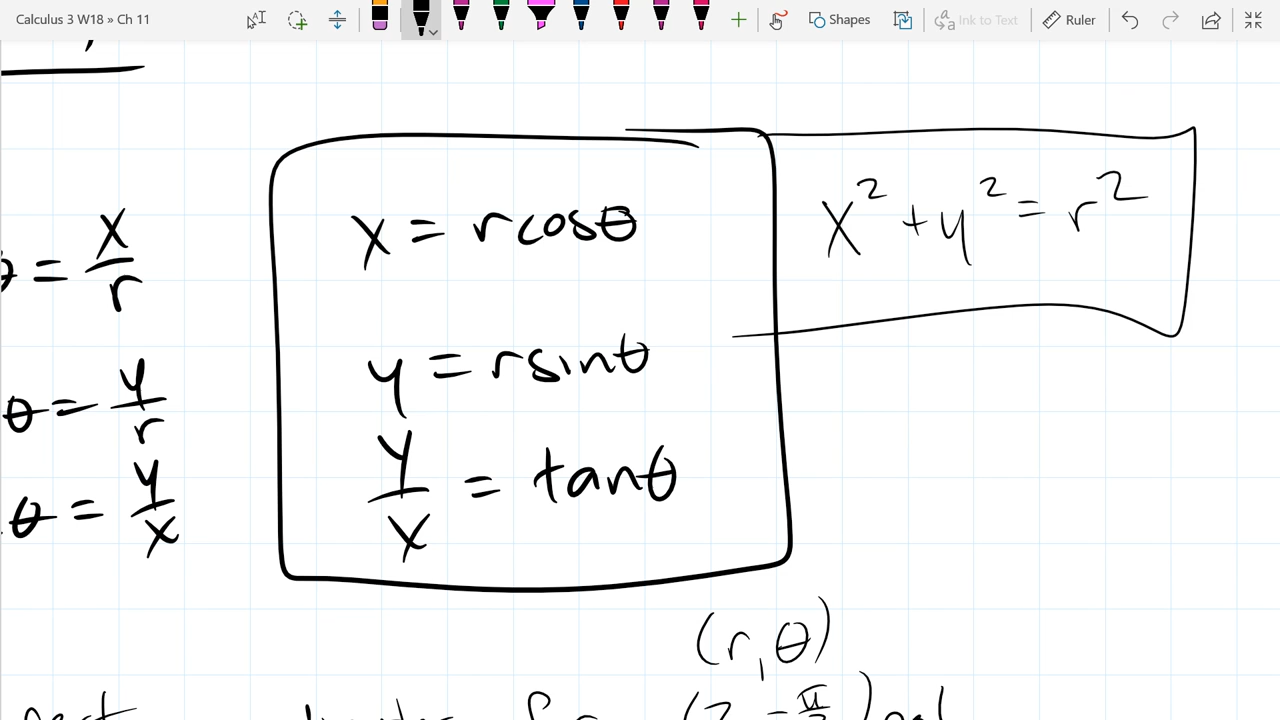 Calculus 3 W18 » Ch 11
Shapes
Ink to Text
Ruler
θ = x/r
θ = y/r
θ = y/x
x = rcosθ
y = rsinθ
y/x = tanθ
x² + y² = r²
(r, θ)